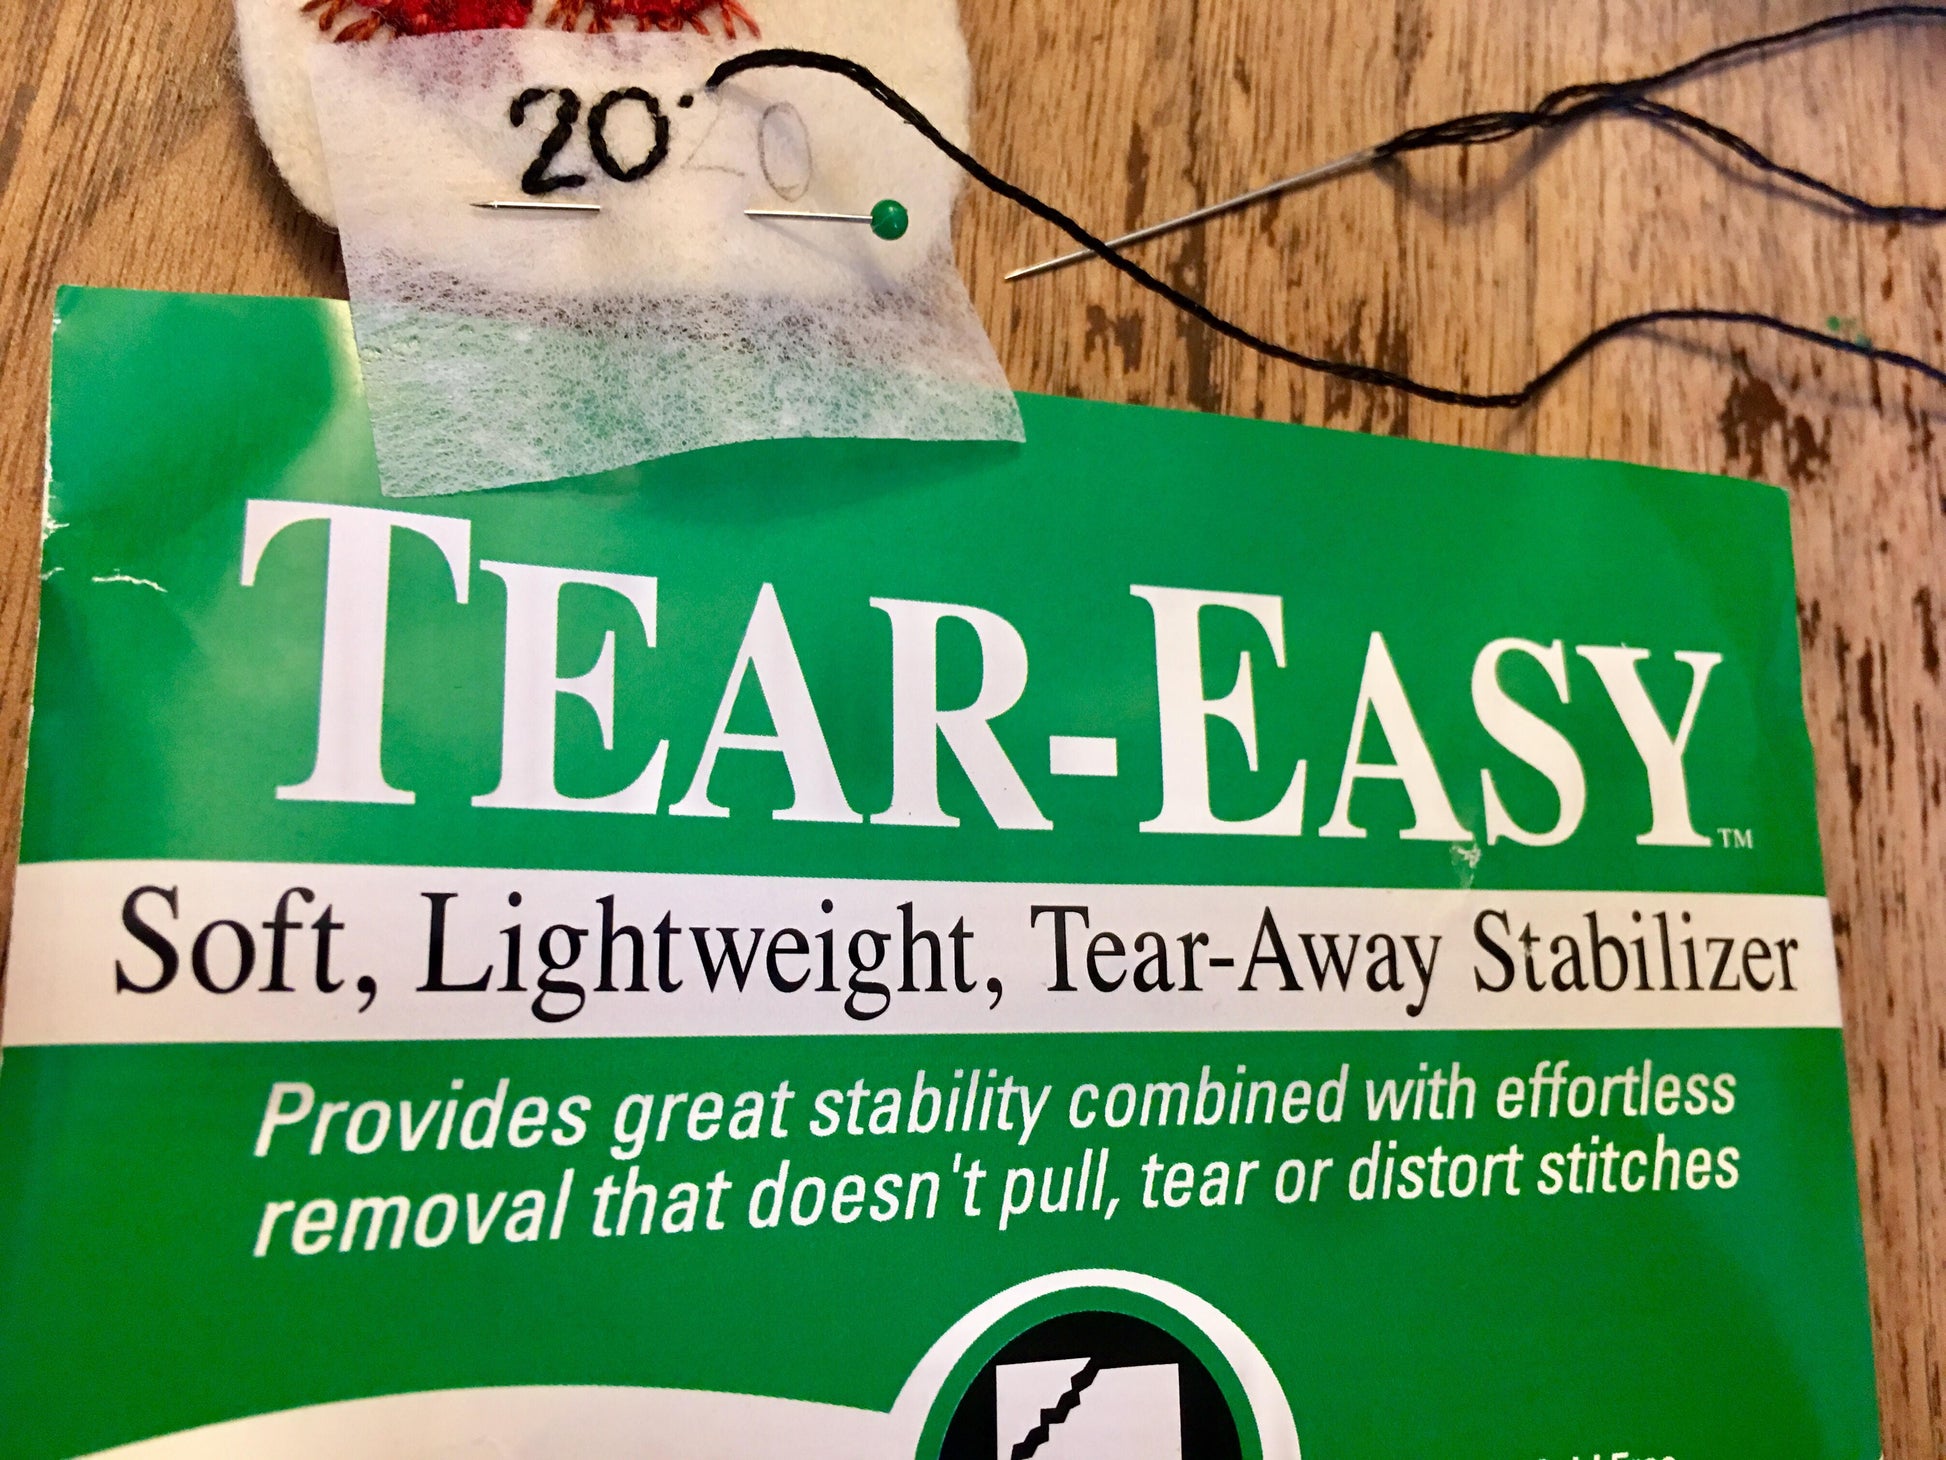 2020
TEAR-EASY™
Soft, Lightweight, Tear-Away Stabilizer
Provides great stability combined with effortless
removal that doesn't pull, tear or distort stitches